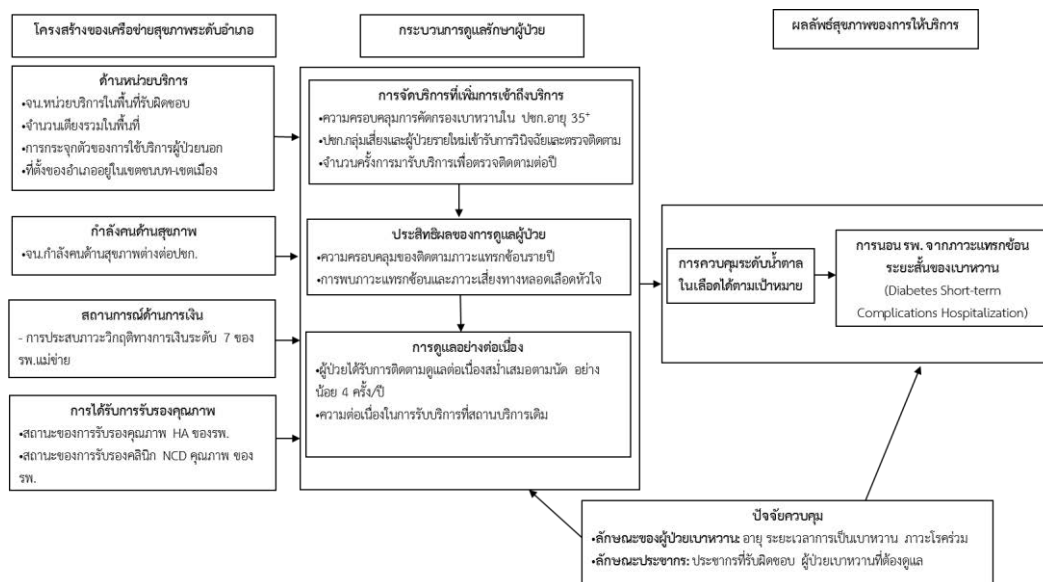 โครงสร้างของเครือข่ายสุขภาพระดับอำเภอ
ด้านหน่วยบริการ
•จน.หน่วยบริการในพื้นที่รับผิดชอบ
•จำนวนเตียงรวมในพื้นที่
•การกระจุกตัวของการใช้บริการผู้ป่วยนอก
•ที่ตั้งของอำเภออยู่ในเขตชนบท-เขตเมือง
กำลังคนด้านสุขภาพ
•จน.กำลังคนด้านสุขภาพต่างต่อปชก.
สถานการณ์ด้านการเงิน
- การประสบภาวะวิกฤติทางการเงินระดับ 7 ของ
รพ.แม่ข่าย
การได้รับการรับรองคุณภาพ
•สถานะของการรับรองคุณภาพ HA ของรพ.
•สถานะของการรับรองคลินิก NCD คุณภาพ ของ
รพ.
กระบวนการดูแลรักษาผู้ป่วย
การจัดบริการที่เพิ่มการเข้าถึงบริการ
•ความครอบคลุมการคัดกรองเบาหวานใน ปชก.อายุ 35⁺
•ปชก.กลุ่มเสี่ยงและผู้ป่วยรายใหม่เข้ารับการวินิจฉัยและตรวจติดตาม
•จำนวนครั้งการมารับบริการเพื่อตรวจติดตามต่อปี
ประสิทธิผลของการดูแลผู้ป่วย
•ความครอบคลุมของติดตามภาวะแทรกซ้อนรายปี
•การพบภาวะแทรกซ้อนและภาวะเสี่ยงทางหลอดเลือดหัวใจ
การดูแลอย่างต่อเนื่อง
•ผู้ป่วยได้รับการติดตามดูแลต่อเนื่องสม่ำเสมอตามนัด อย่าง
น้อย 4 ครั้ง/ปี
•ความต่อเนื่องในการรับบริการที่สถานบริการเดิม
ผลลัพธ์สุขภาพของการให้บริการ
การควบคุมระดับน้ำตาล
ในเลือดได้ตามเป้าหมาย
การนอน รพ. จากภาวะแทรกซ้อน
ระยะสั้นของเบาหวาน
(Diabetes Short-term
Complications Hospitalization)
ปัจจัยควบคุม
•ลักษณะของผู้ป่วยเบาหวาน: อายุ ระยะเวลาการเป็นเบาหวาน ภาวะโรคร่วม
•ลักษณะประชากร: ประชากรที่รับผิดชอบ ผู้ป่วยเบาหวานที่ต้องดูแล